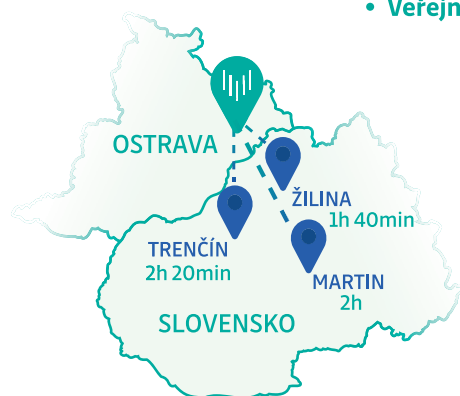 • Veřejn
OSTRAVA
ŽILINA
1h 40min
TRENČÍN
2h 20min
MARTIN
2h
SLOVENSKO